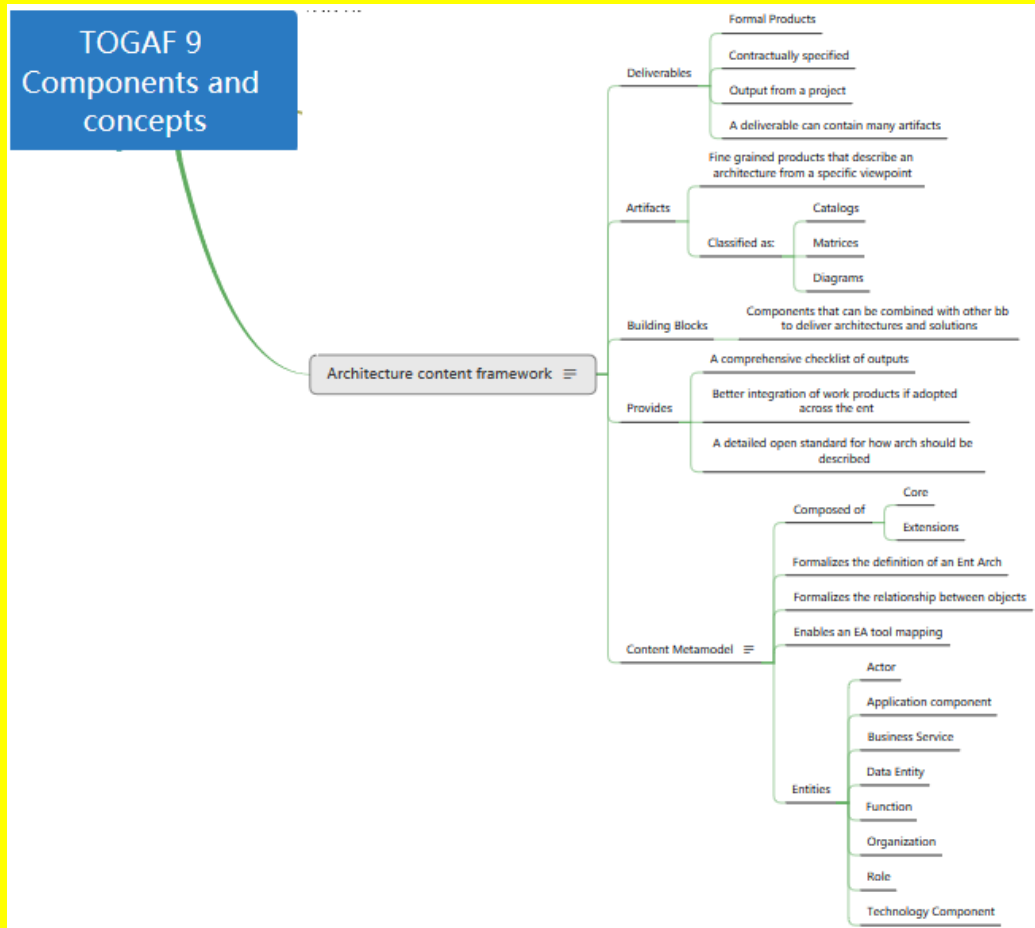 TOGAF 9
Components and
concepts
Architecture content framework
Deliverables
Formal Products
Contractually specified
Output from a project
A deliverable can contain many artifacts
Artifacts
Fine grained products that describe an
architecture from a specific viewpoint
Classified as:
Catalogs
Matrices
Diagrams
Building Blocks
Components that can be combined with other bb
to deliver architectures and solutions
Provides
A comprehensive checklist of outputs
Better integration of work products if adopted
across the ent
A detailed open standard for how arch should be
described
Content Metamodel
Composed of
Core
Extensions
Formalizes the definition of an Ent Arch
Formalizes the relationship between objects
Enables an EA tool mapping
Entities
Actor
Application component
Business Service
Data Entity
Function
Organization
Role
Technology Component